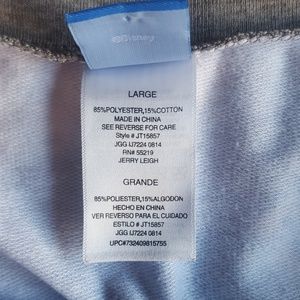 ©Disney
LARGE
85%POLYESTER,15%COTTON
MADE IN CHINA
SEE REVERSE FOR CARE
Style # JT15857
JGG IJ7224 0814
RN# 55219
JERRY LEIGH
GRANDE
85%POLIESTER,15%ALGODON
HECHO EN CHINA
VER REVERSO PARA EL CUIDADO
ESTILO # JT15857
JGG IJ7224 0814
UPC#732409815755